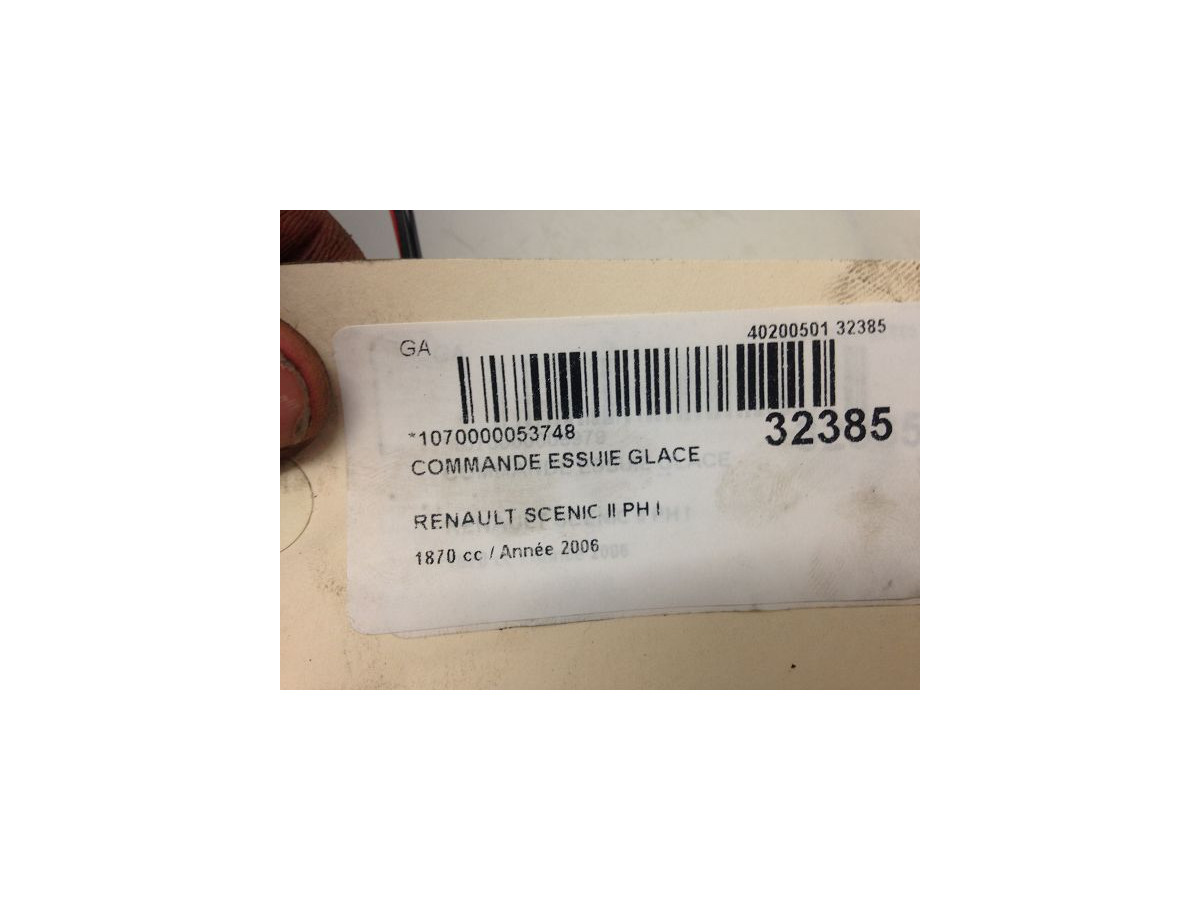 GA
40200501 32385
*1070000053748
32385
COMMANDE ESSUIE GLACE
RENAULT SCENIC II PH I
1870 cc / Année 2006